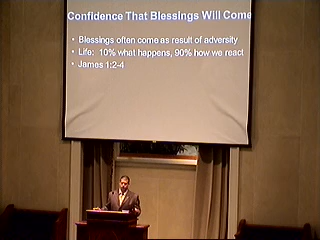 Confidence That Blessings Will Come
• Blessings often come as result of adversity
• Life: 10% what happens, 90% how we react
• James 1:2-4